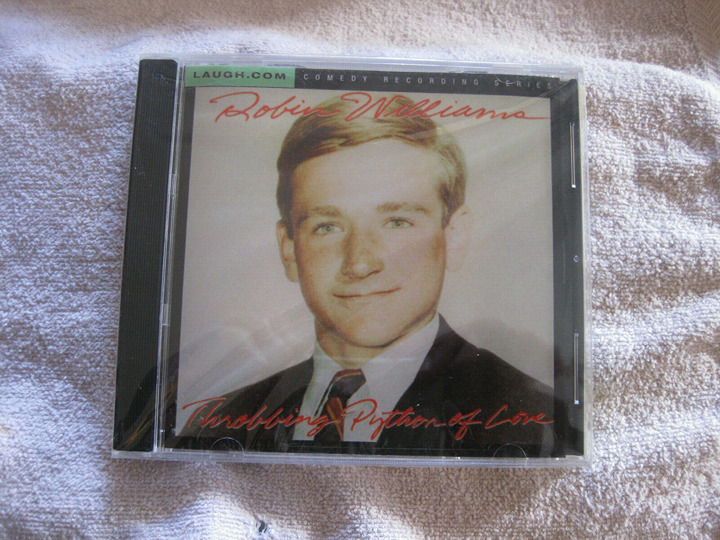 LAUGH.COM COMEDY RECORDING SERIES
Robin Williams
Throbbing Python of Love